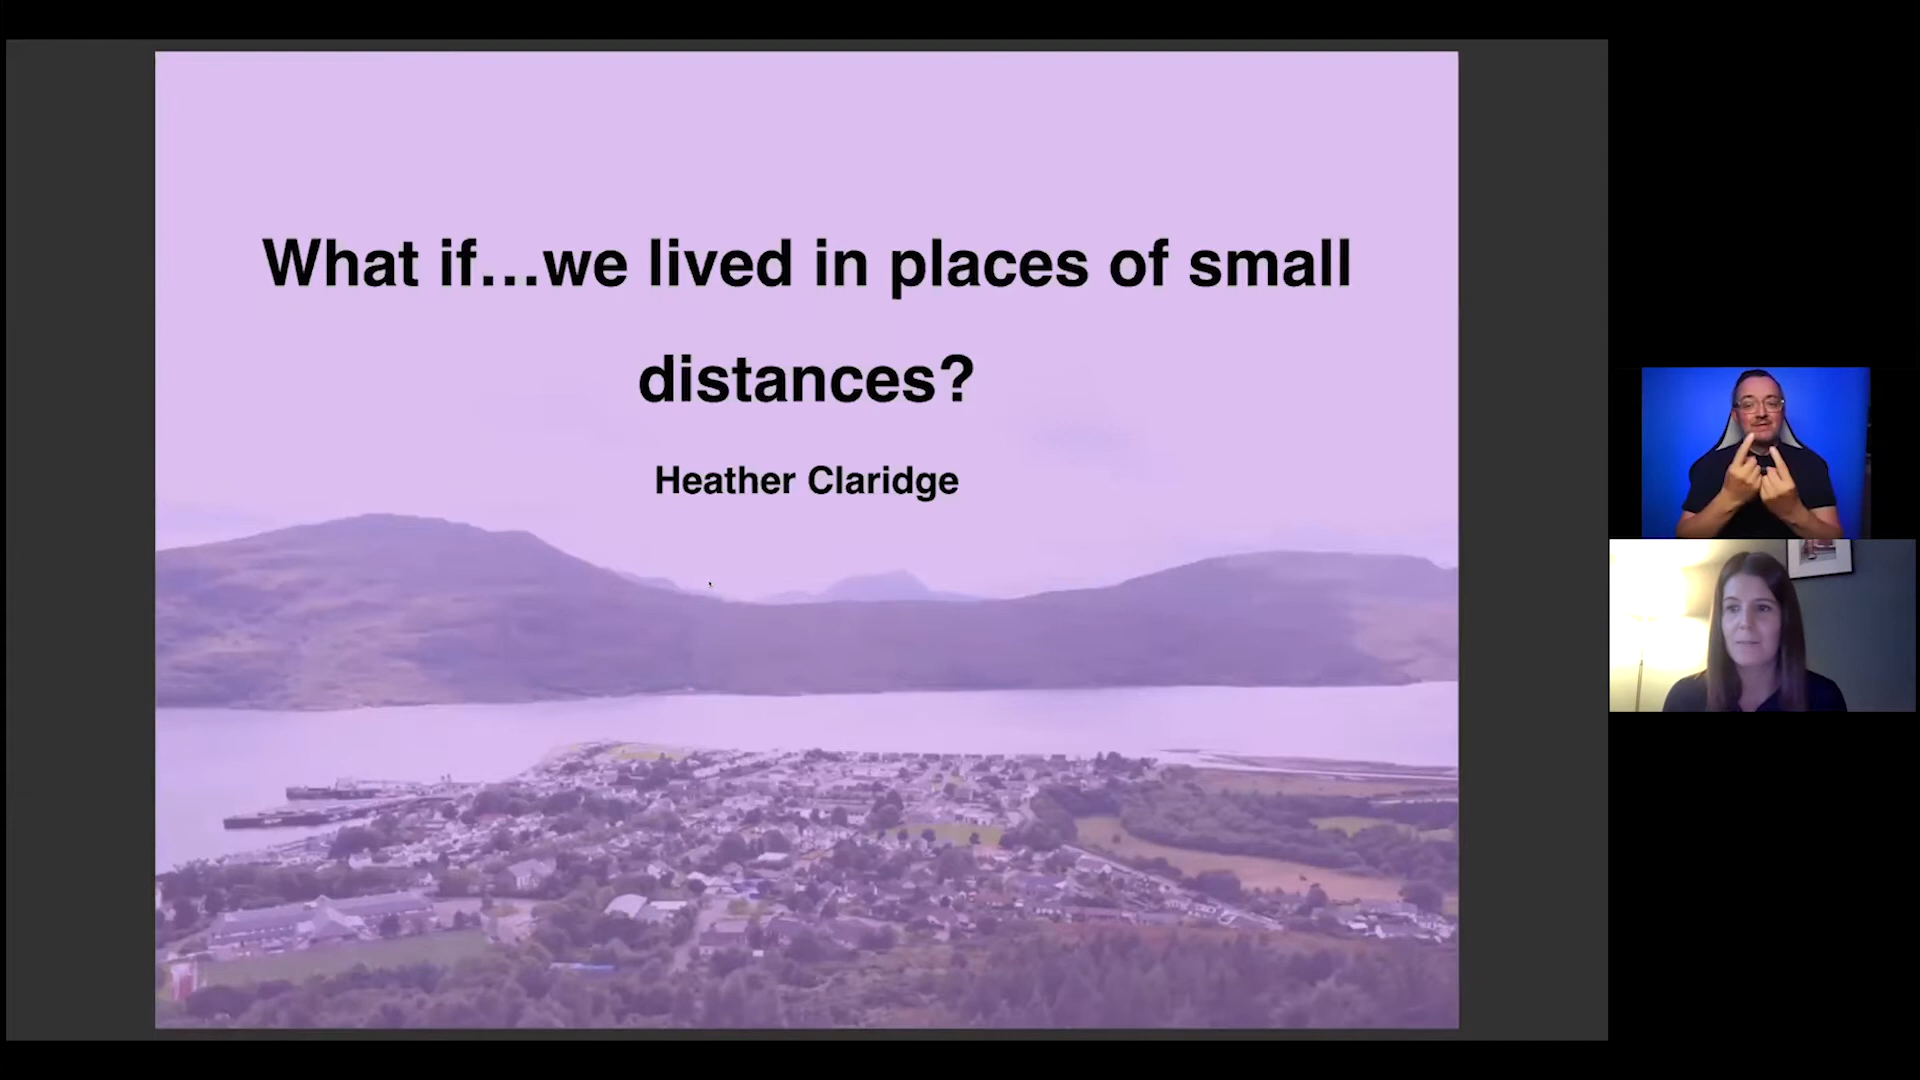 What if…we lived in places of small
distances?
Heather Claridge